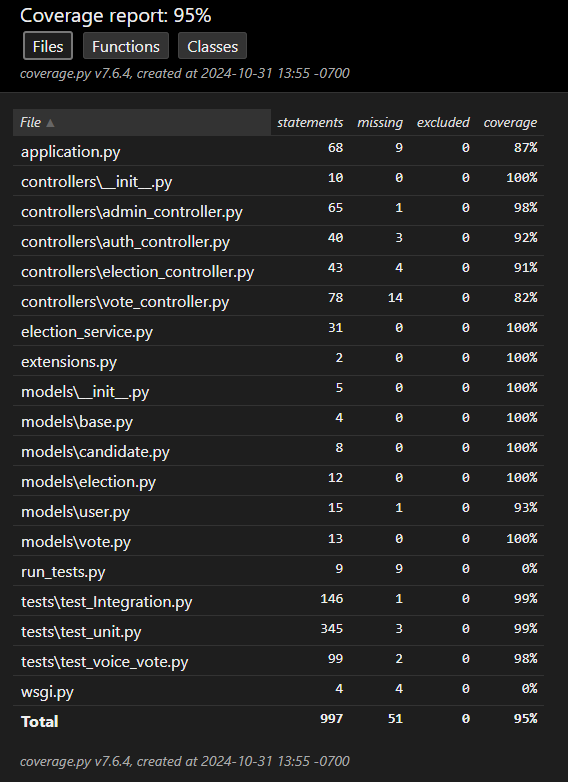 Coverage report: 95%
Files Functions Classes
coverage.py v7.6.4, created at 2024-10-31 13:55 -0700
File ▲ statements missing excluded coverage
application.py 68 9 0 87%
controllers\__init__.py 10 0 0 100%
controllers\admin_controller.py 65 1 0 98%
controllers\auth_controller.py 40 3 0 92%
controllers\election_controller.py 43 4 0 91%
controllers\vote_controller.py 78 14 0 82%
election_service.py 31 0 0 100%
extensions.py 2 0 0 100%
models\__init__.py 5 0 0 100%
models\base.py 4 0 0 100%
models\candidate.py 8 0 0 100%
models\election.py 12 0 0 100%
models\user.py 15 1 0 93%
models\vote.py 13 0 0 100%
run_tests.py 9 9 0 0%
tests\test_Integration.py 146 1 0 99%
tests\test_unit.py 345 3 0 99%
tests\test_voice_vote.py 99 2 0 98%
wsgi.py 4 4 0 0%
Total 997 51 0 95%
coverage.py v7.6.4, created at 2024-10-31 13:55 -0700